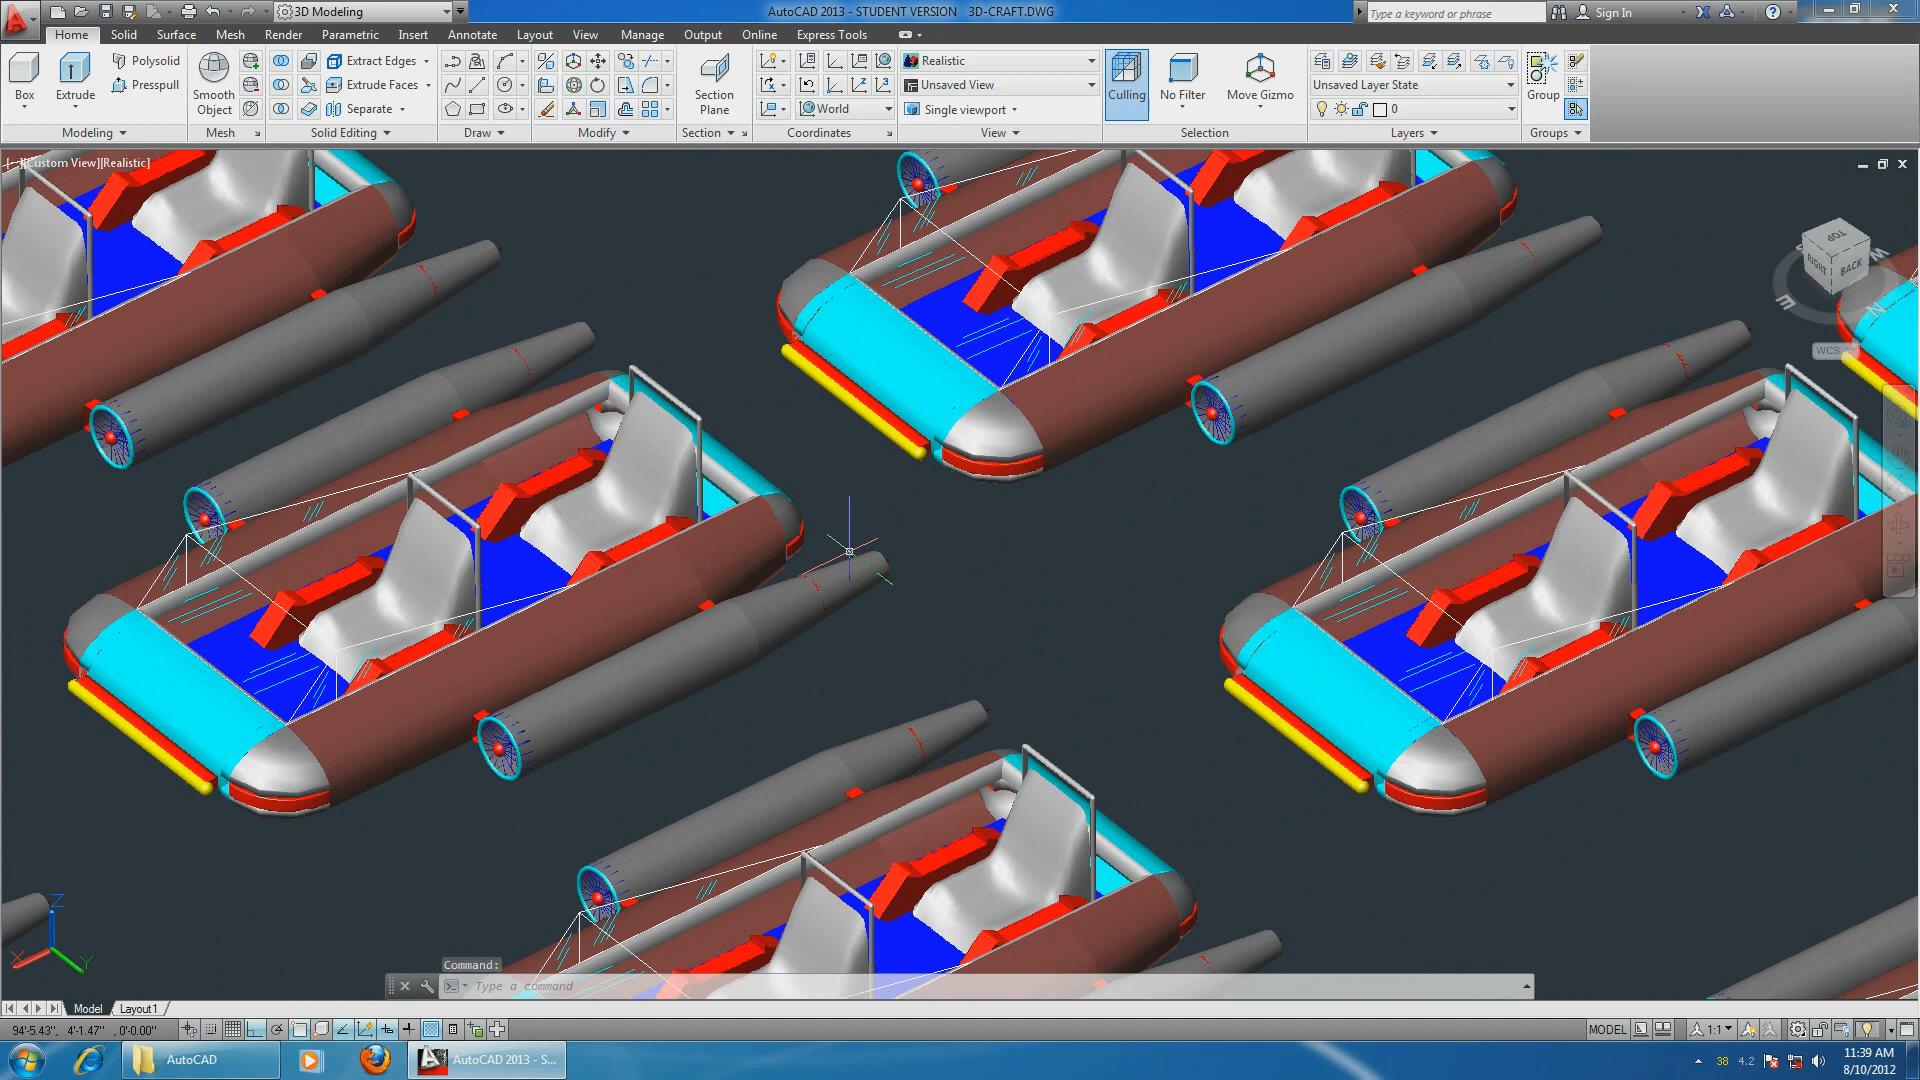 3D Modeling
AutoCAD 2013 - STUDENT VERSION 3D-CRAFT.DWG
Type a keyword or phrase
Sign In
Home Solid Surface Mesh Render Parametric Insert Annotate Layout View Manage Output Online Express Tools
Box
Extrude
Polysolid
Presspull
Smooth
Object
Extract Edges
Extrude Faces
Separate
Section
Plane
World
Realistic
Unsaved View
Single viewport
Culling
No Filter
Move Gizmo
Unsaved Layer State
0
Group
Modeling
Mesh
Solid Editing
Draw
Modify
Section
Coordinates
View
Selection
Layers
Groups
[-][Custom View][Realistic]
TOP
RIGHT
BACK
S
W
E
N
WCS
Z
X
Y
Command:
Type a command
Model
Layout1
94'-5.43", 4'-1.47", 0'-0.00"
MODEL
1:1
AutoCAD
AutoCAD 2013 - S...
38
4.2
11:39 AM
8/10/2012